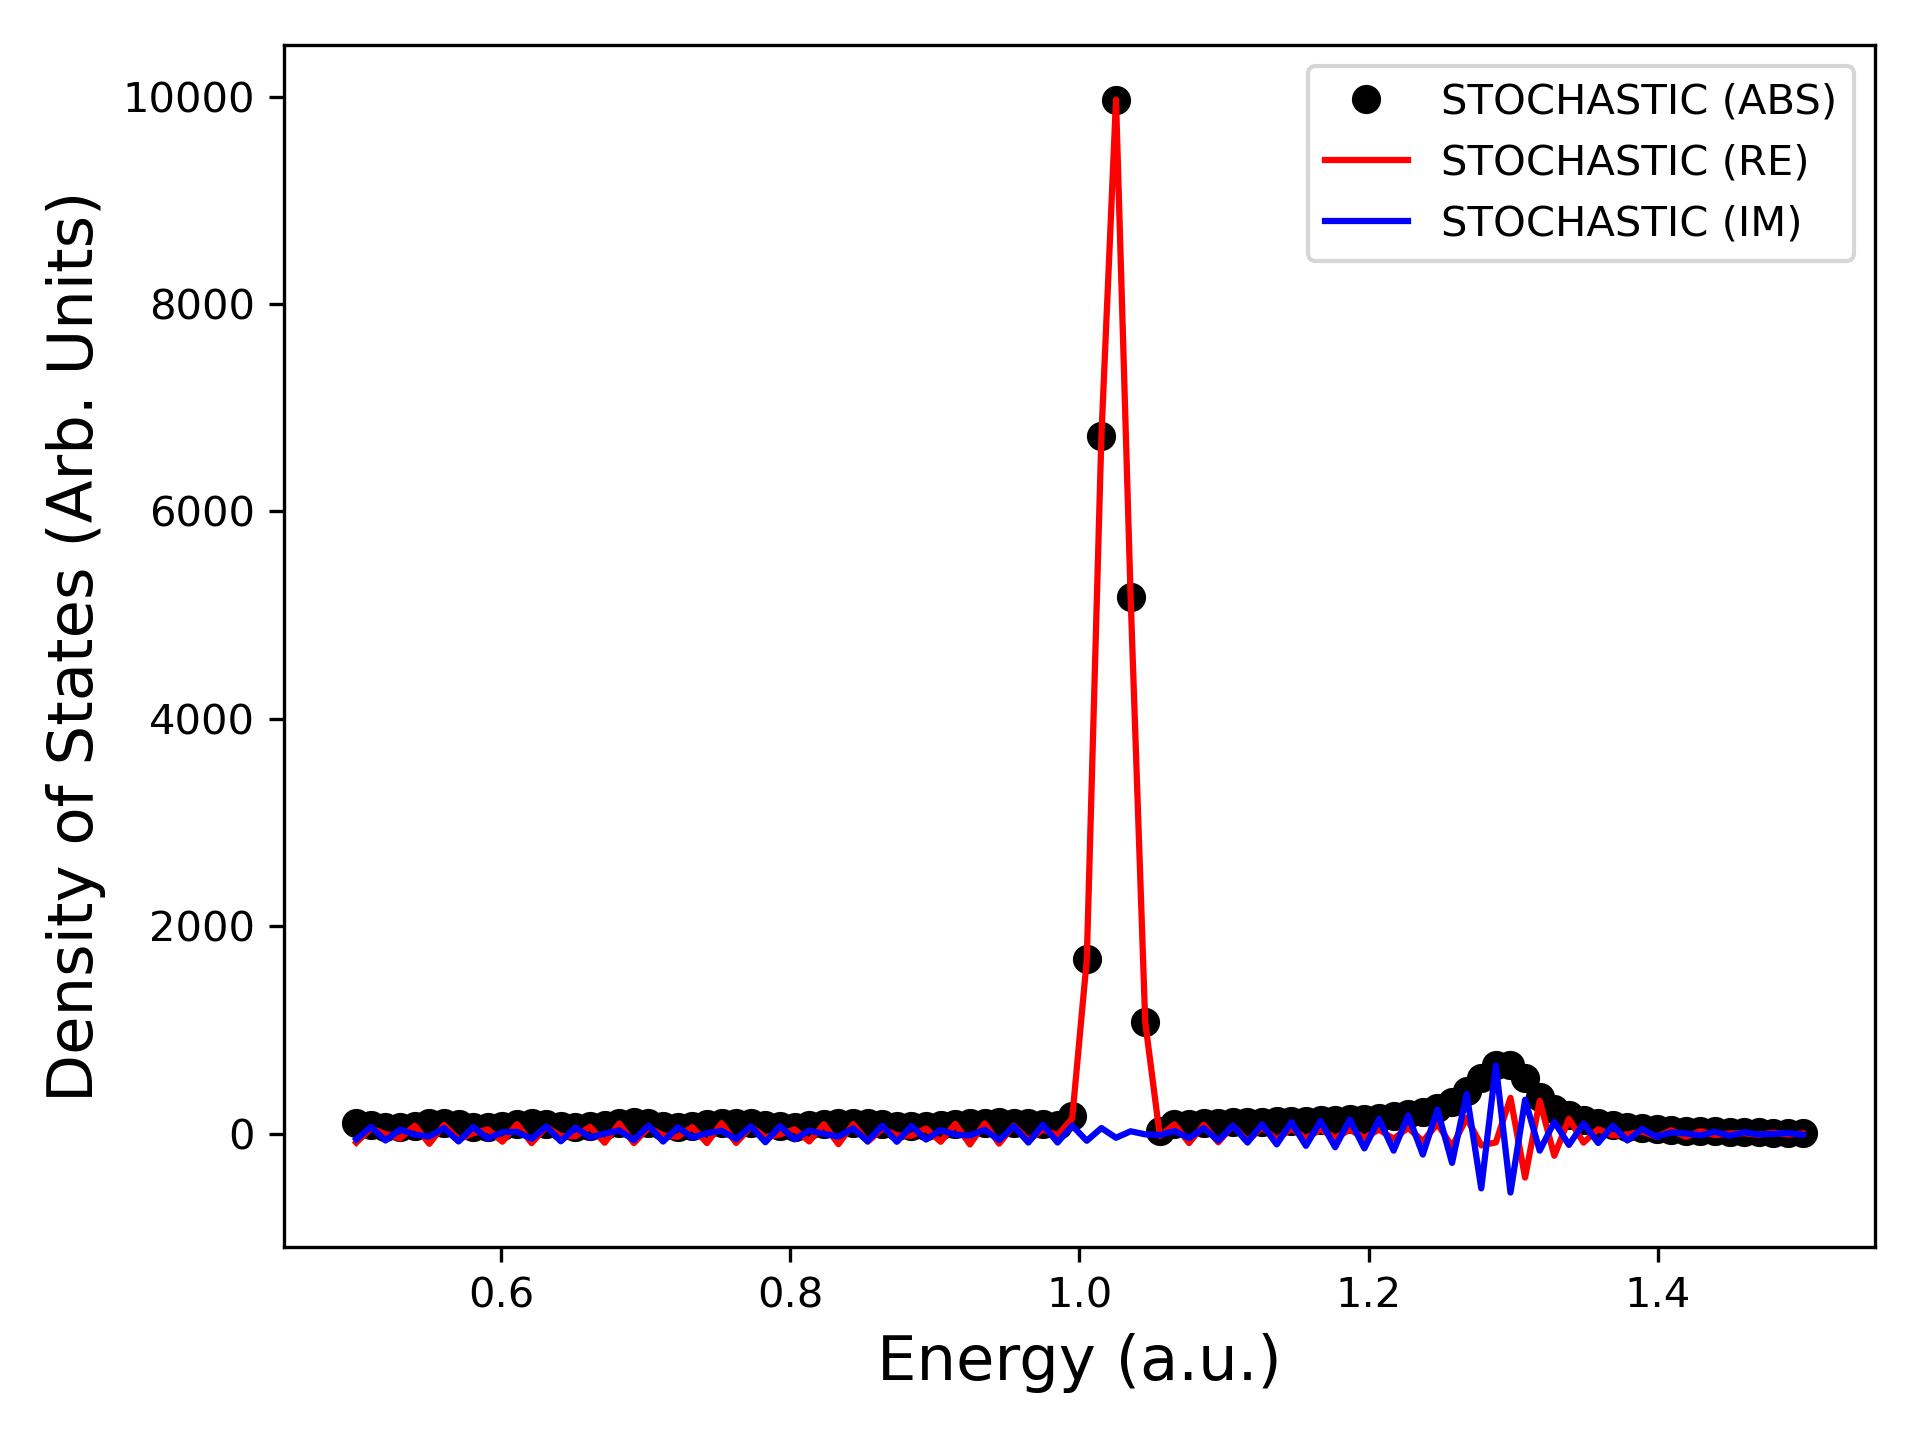 Density of States (Arb. Units)
10000
8000
6000
4000
2000
0
STOCHASTIC (ABS)
STOCHASTIC (RE)
STOCHASTIC (IM)
0.6 0.8 1.0 1.2 1.4
Energy (a.u.)